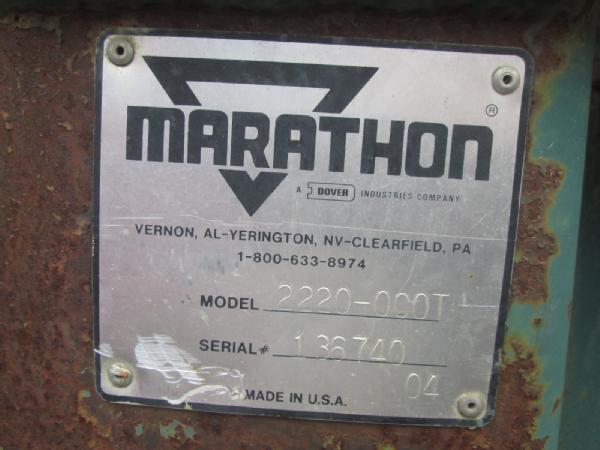 MARATHON ®
A DOVER INDUSTRIES COMPANY
VERNON, AL-YERINGTON, NV-CLEARFIELD, PA
1-800-633-8974
MODEL 2220-0C0T
SERIAL# 136740
04
MADE IN U.S.A.